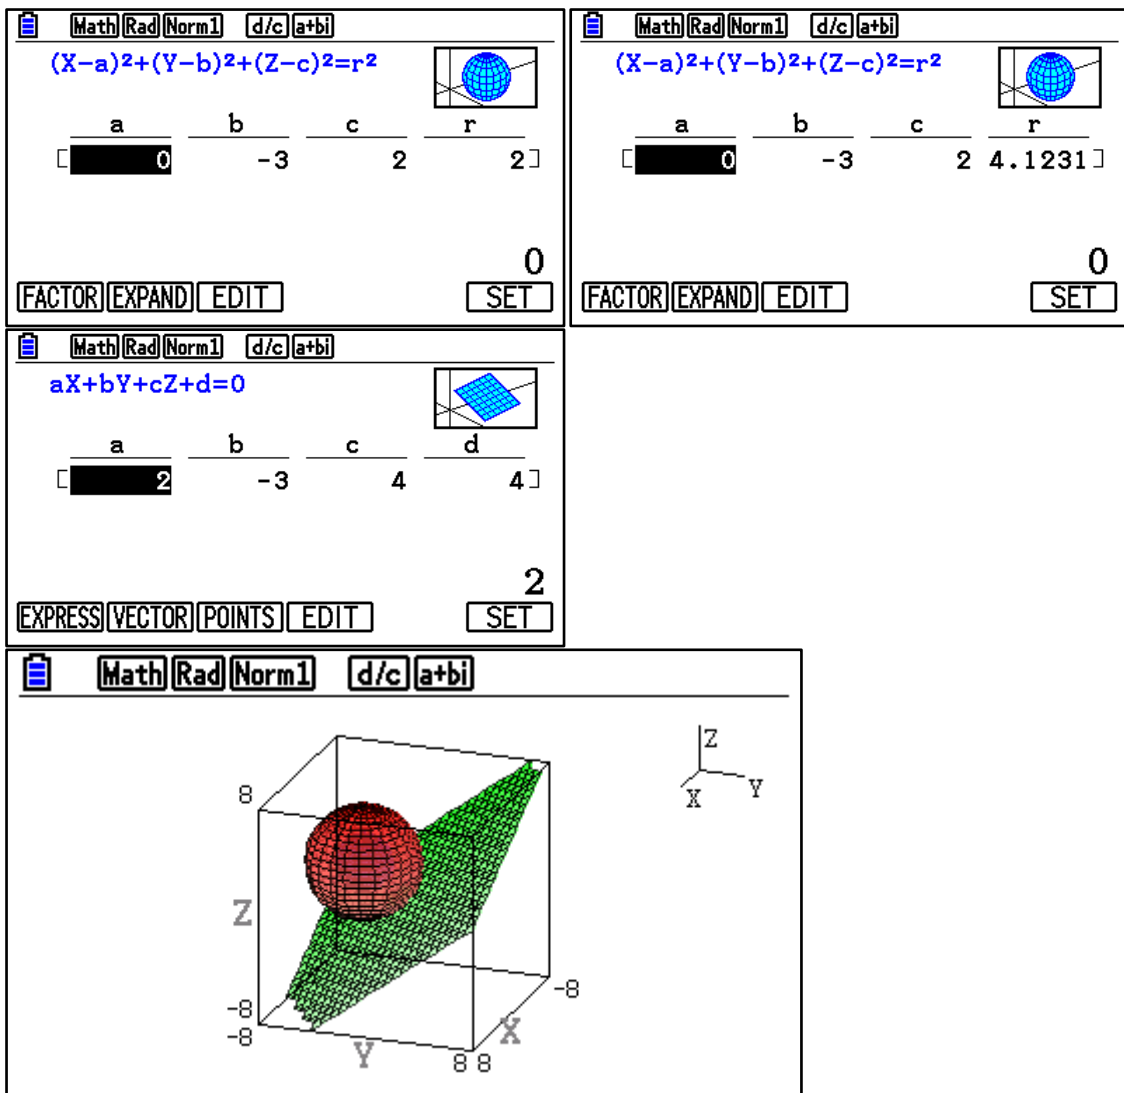 Math Rad Norm1 d/c a+bi
(X-a)²+(Y-b)²+(Z-c)²=r²
a b c r
[ 0 -3 2 2]
0
FACTOR EXPAND EDIT SET
Math Rad Norm1 d/c a+bi
(X-a)²+(Y-b)²+(Z-c)²=r²
a b c r
[ 0 -3 2 4.1231]
0
FACTOR EXPAND EDIT SET
Math Rad Norm1 d/c a+bi
aX+bY+cZ+d=0
a b c d
[ 2 -3 4 4]
2
EXPRESS VECTOR POINTS EDIT SET
Math Rad Norm1 d/c a+bi
Z
X Y
8
Z
-8
-8
Y
8 8
X
-8